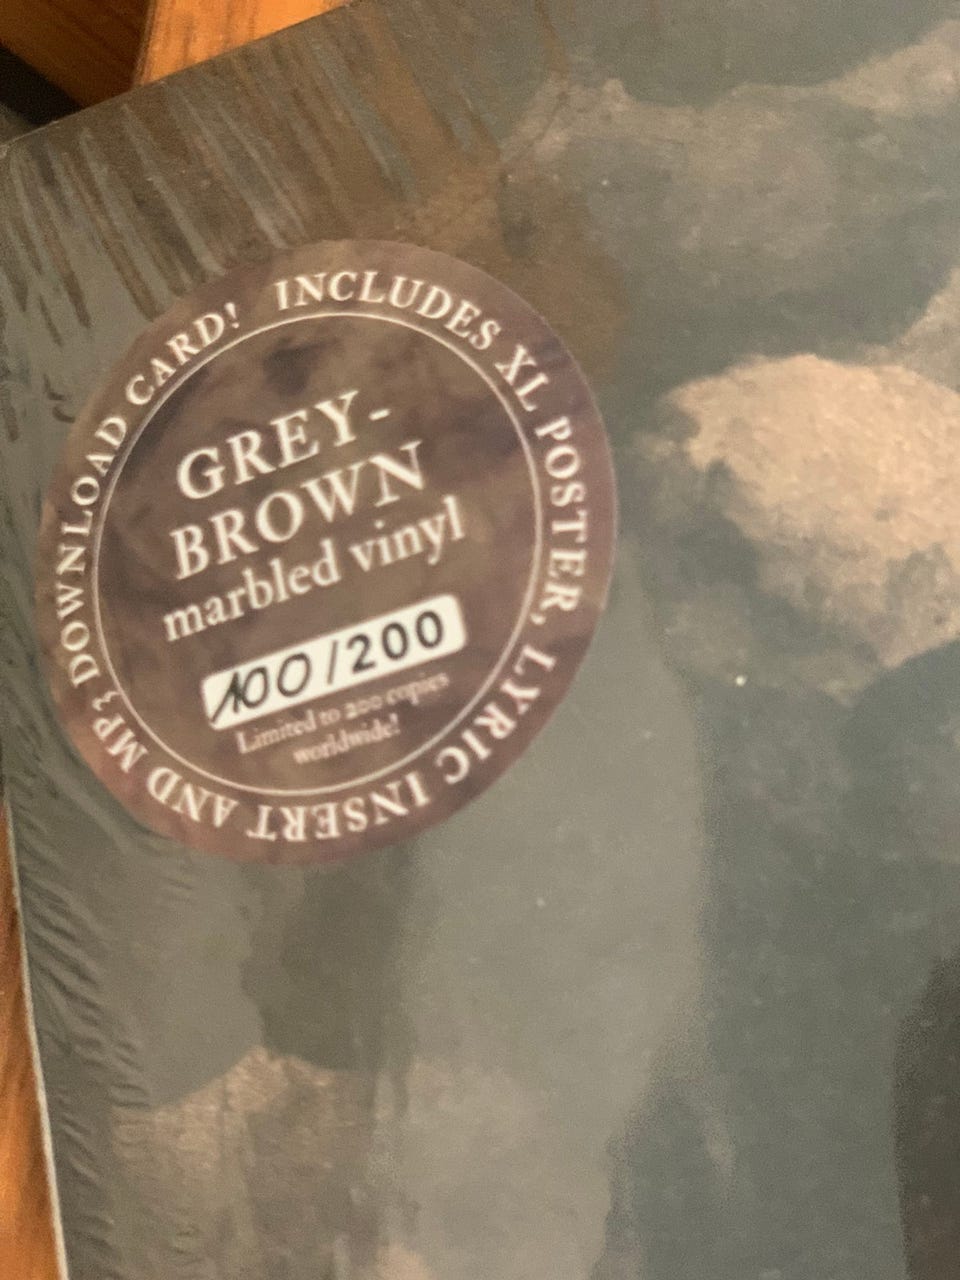 INCLUDES XL POSTER, LYRIC INSERT AND MP3 DOWNLOAD CARD!
GREY-
BROWN
marbled vinyl
100/200
Limited to 200 copies
worldwide!